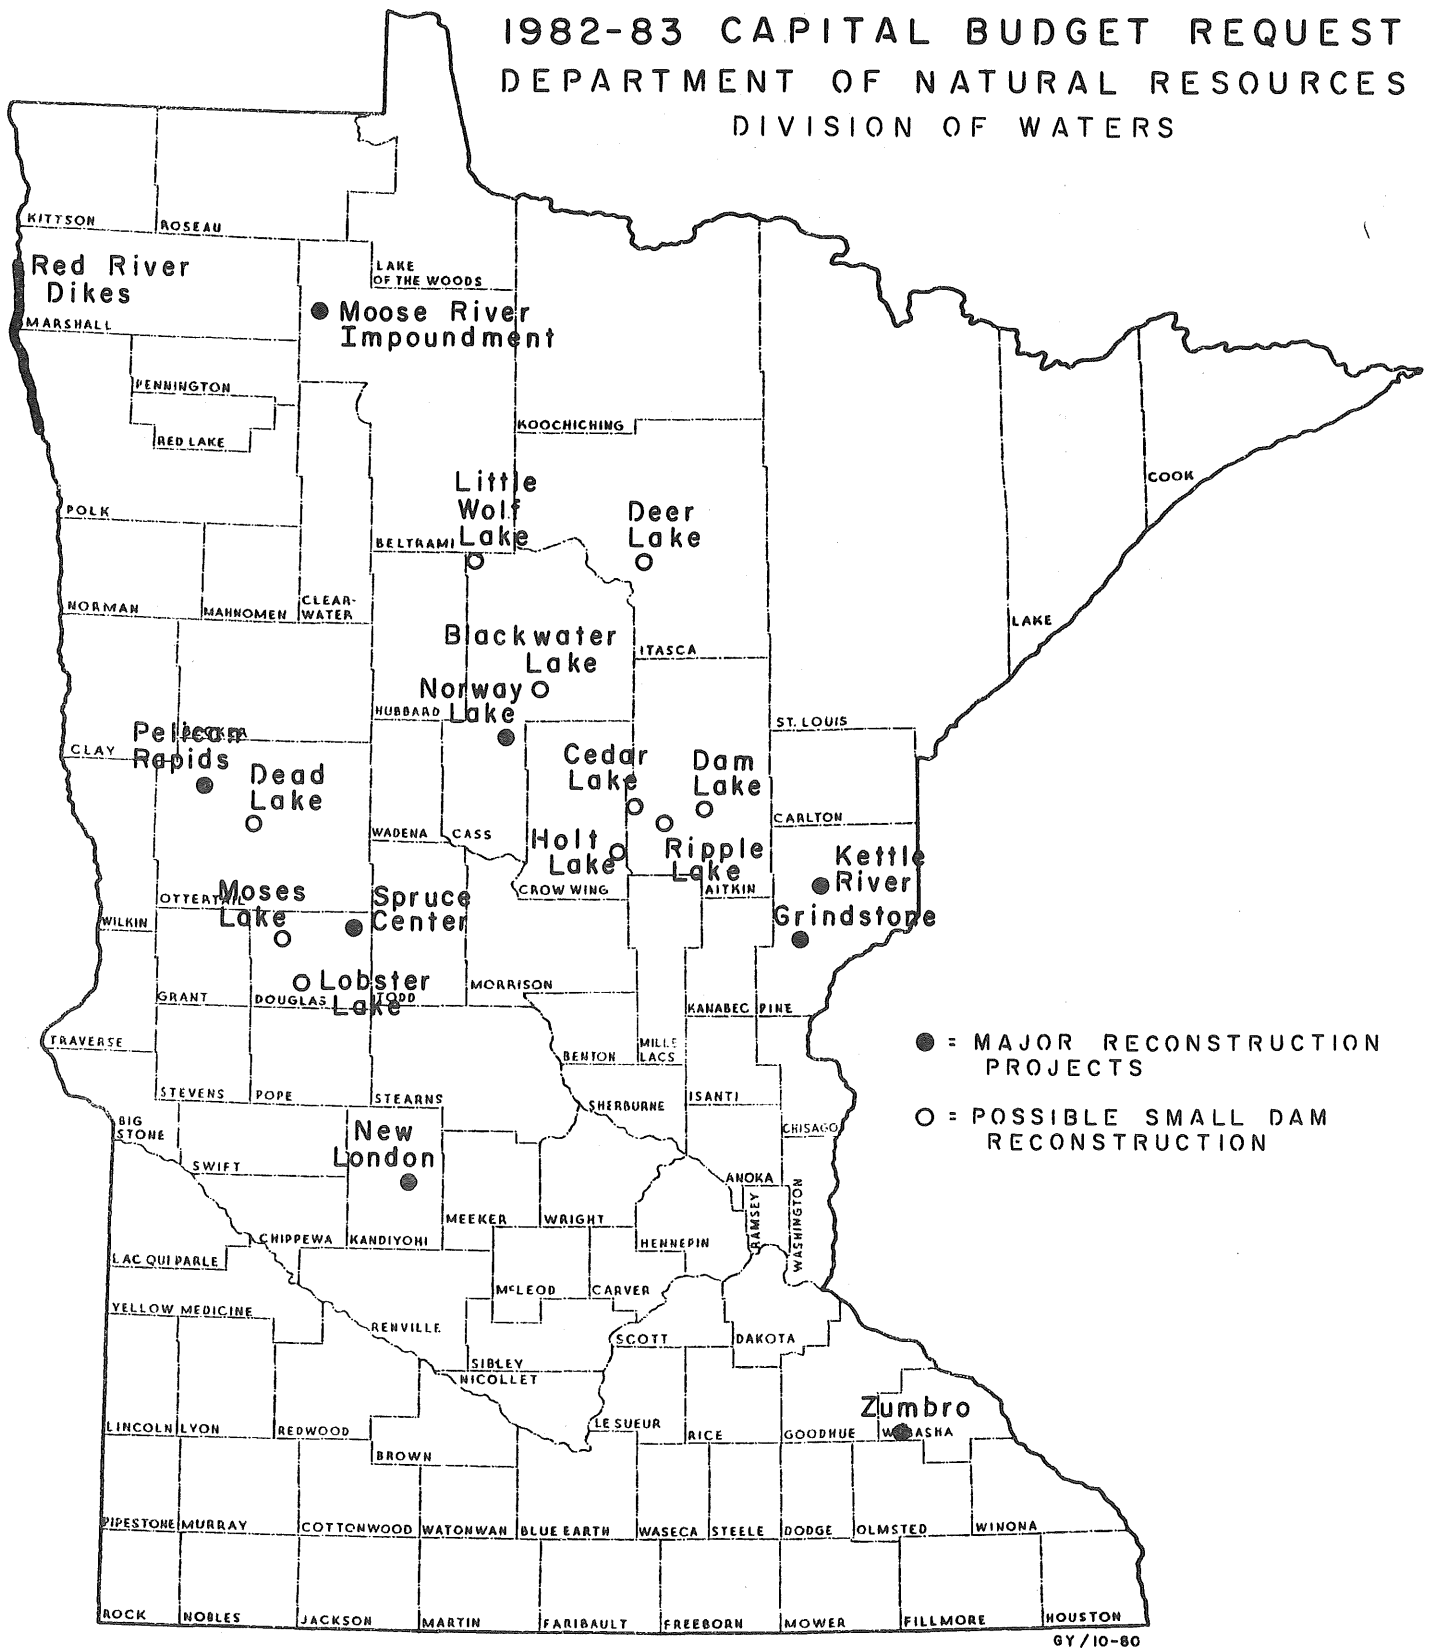 1982-83 CAPITAL BUDGET REQUEST
DEPARTMENT OF NATURAL RESOURCES
DIVISION OF WATERS
KITTSON
ROSEAU
LAKE
OF THE WOODS
Red River
Dikes
Moose River
Impoundment
MARSHALL
PENNINGTON
RED LAKE
KOOCHICHING
COOK
Little
Wolf
Lake
Deer
Lake
POLK
BELTRAMI
NORMAN
MAHNOMEN
CLEAR-
WATER
LAKE
Blackwater
Lake
ITASCA
Norway
Lake
HUBBARD
ST. LOUIS
Pelican
Rapids
BECKER
CLAY
Dead
Lake
Cedar
Lake
Dam
Lake
WADENA
CASS
CARLTON
Holt
Lake
Ripple
Lake
Kettle
River
CROW WING
AITKIN
OTTERTAIL
Moses
Lake
Spruce
Center
Grindstone
WILKIN
Lobster
Lake
GRANT
DOUGLAS
TODD
MORRISON
KANABEC
PINE
TRAVERSE
BENTON
MILLE
LACS
● = MAJOR RECONSTRUCTION
PROJECTS
STEVENS
POPE
STEARNS
SHERBURNE
ISANTI
○ = POSSIBLE SMALL DAM
RECONSTRUCTION
BIG
STONE
CHISAGO
New
London
SWIFT
ANOKA
RAMSEY
WASHINGTON
MEEKER
WRIGHT
CHIPPEWA
KANDIYOHI
HENNEPIN
LAC QUI PARLE
McLEOD
CARVER
YELLOW MEDICINE
RENVILLE
SCOTT
DAKOTA
SIBLEY
NICOLLET
Zumbro
LINCOLN
LYON
REDWOOD
LE SUEUR
RICE
GOODHUE
WABASHA
BROWN
PIPESTONE
MURRAY
COTTONWOOD
WATONWAN
BLUE EARTH
WASECA
STEELE
DODGE
OLMSTED
WINONA
ROCK
NOBLES
JACKSON
MARTIN
FARIBAULT
FREEBORN
MOWER
FILLMORE
HOUSTON
GY/10-80